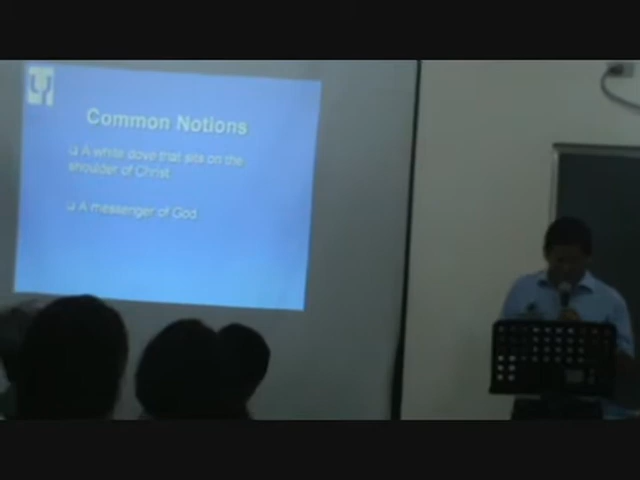 Common Notions
❑ A white dove that sits on the
shoulder of Christ.
❑ A messenger of God